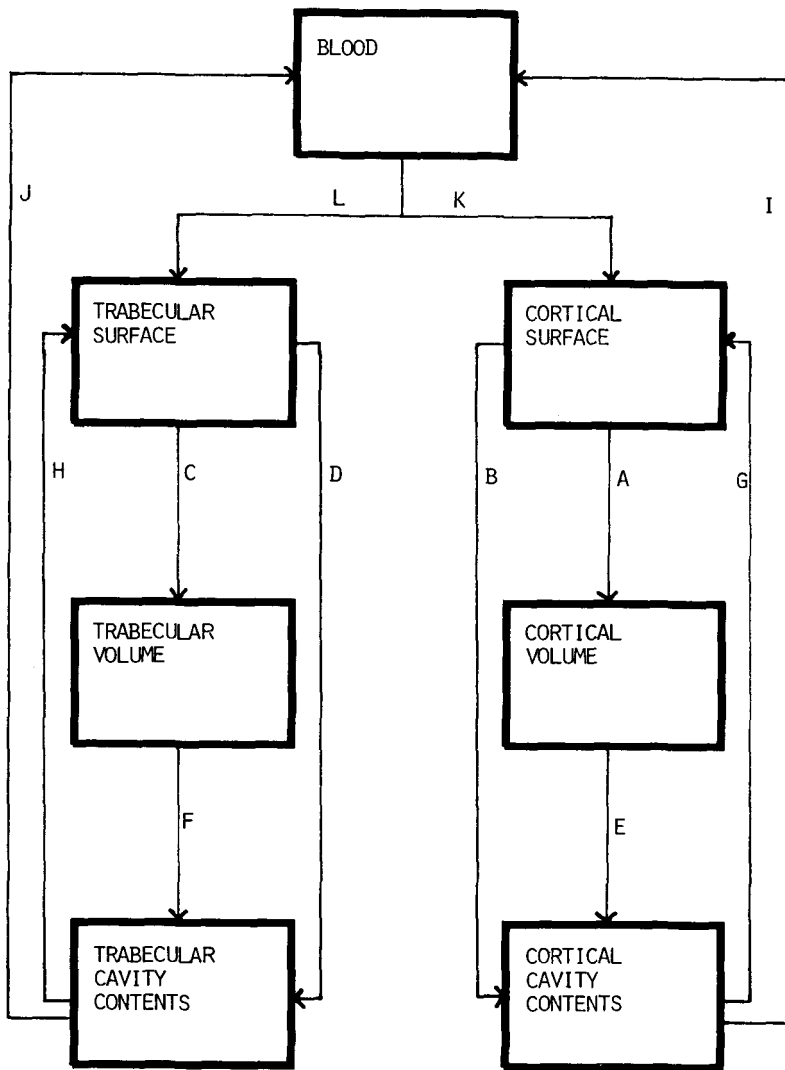 BLOOD
J
L
K
I
TRABECULAR
SURFACE
CORTICAL
SURFACE
H
C
D
B
A
G
TRABECULAR
VOLUME
CORTICAL
VOLUME
F
E
TRABECULAR
CAVITY
CONTENTS
CORTICAL
CAVITY
CONTENTS